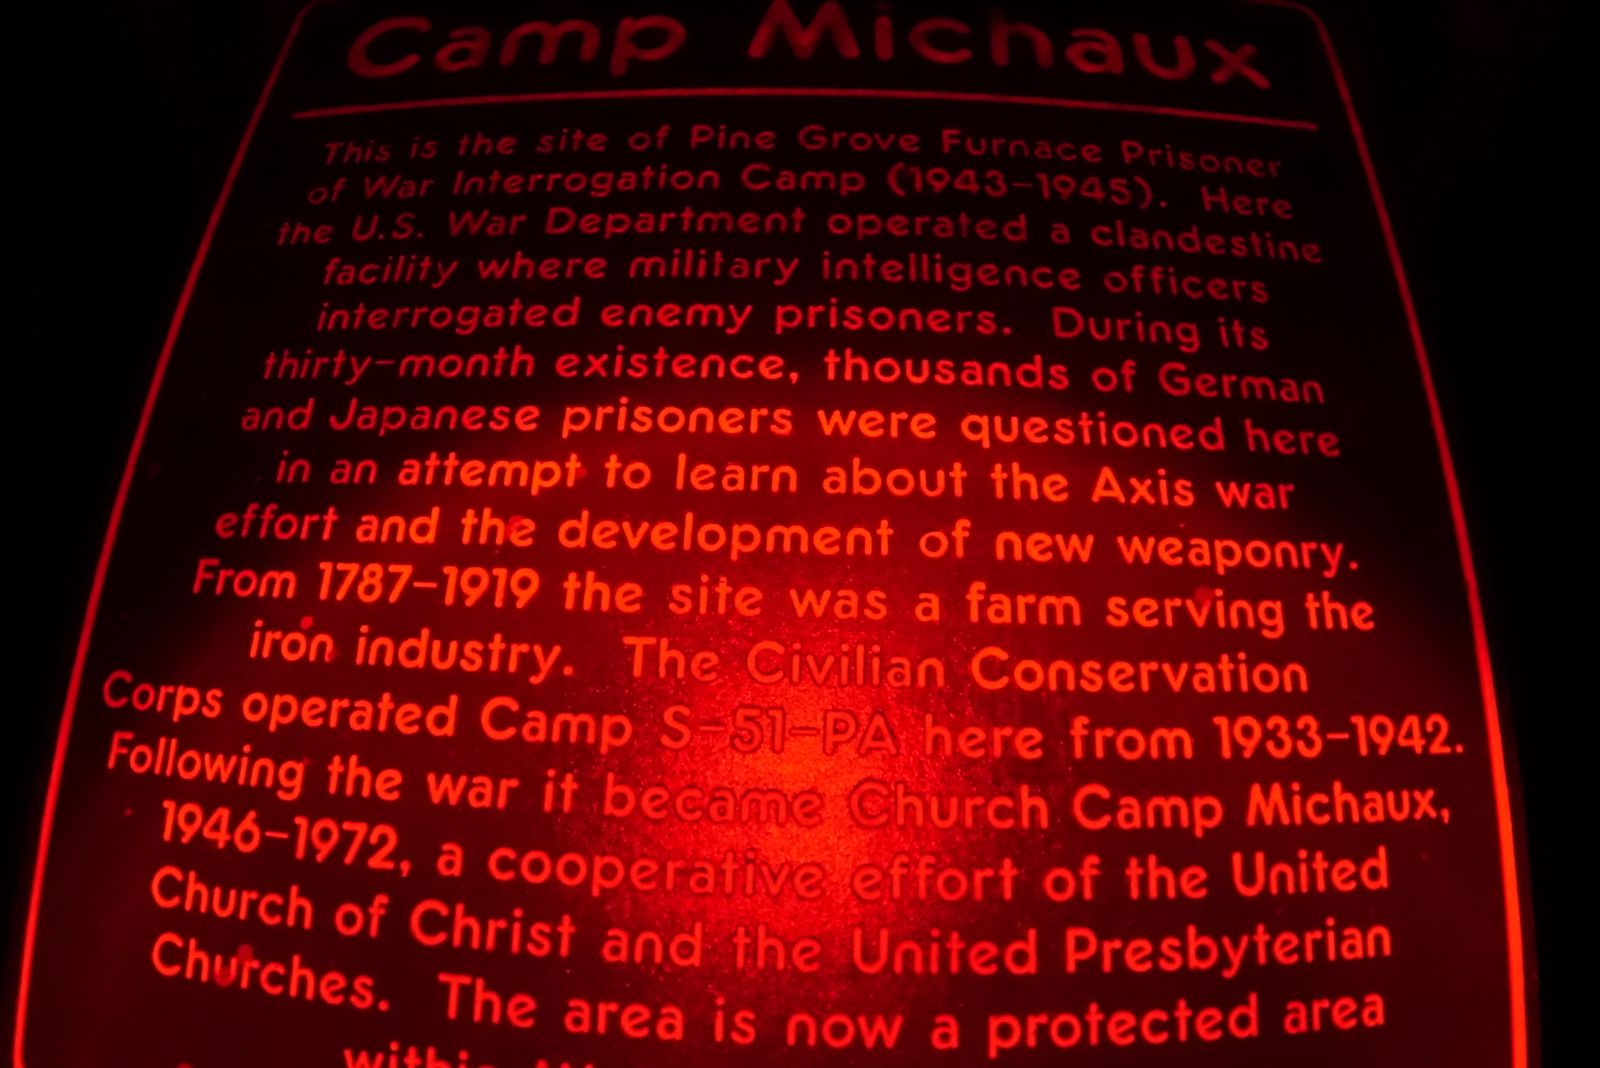 Camp Michaux
This is the site of Pine Grove Furnace Prisoner
of War Interrogation Camp (1943-1945). Here
the U.S. War Department operated a clandestine
facility where military intelligence officers
interrogated enemy prisoners. During its
thirty-month existence, thousands of German
and Japanese prisoners were questioned here
in an attempt to learn about the Axis war
effort and the development of new weaponry.
From 1787-1919 the site was a farm serving the
iron industry. The Civilian Conservation
Corps operated Camp S-51-PA here from 1933-1942.
Following the war it became Church Camp Michaux,
1946-1972, a cooperative effort of the United
Church of Christ and the United Presbyterian
Churches. The area is now a protected area
within